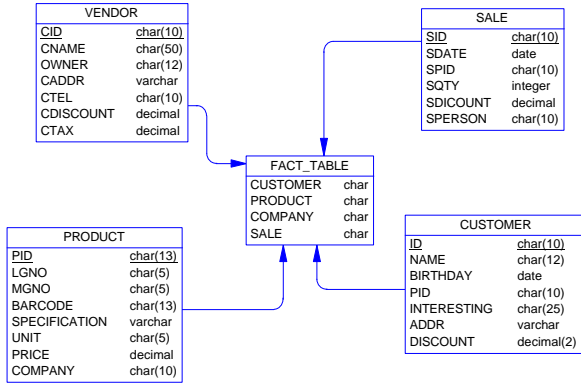 VENDOR
CID char(10)
CNAME char(50)
OWNER char(12)
CADDR varchar
CTEL char(10)
CDISCOUNT decimal
CTAX decimal
SALE
SID char(10)
SDATE date
SPID char(10)
SQTY integer
SDICOUNT decimal
SPERSON char(10)
FACT_TABLE
CUSTOMER char
PRODUCT char
COMPANY char
SALE char
PRODUCT
PID char(13)
LGNO char(5)
MGNO char(5)
BARCODE char(13)
SPECIFICATION varchar
UNIT char(5)
PRICE decimal
COMPANY char(10)
CUSTOMER
ID char(10)
NAME char(12)
BIRTHDAY date
PID char(10)
INTERESTING char(25)
ADDR varchar
DISCOUNT decimal(2)